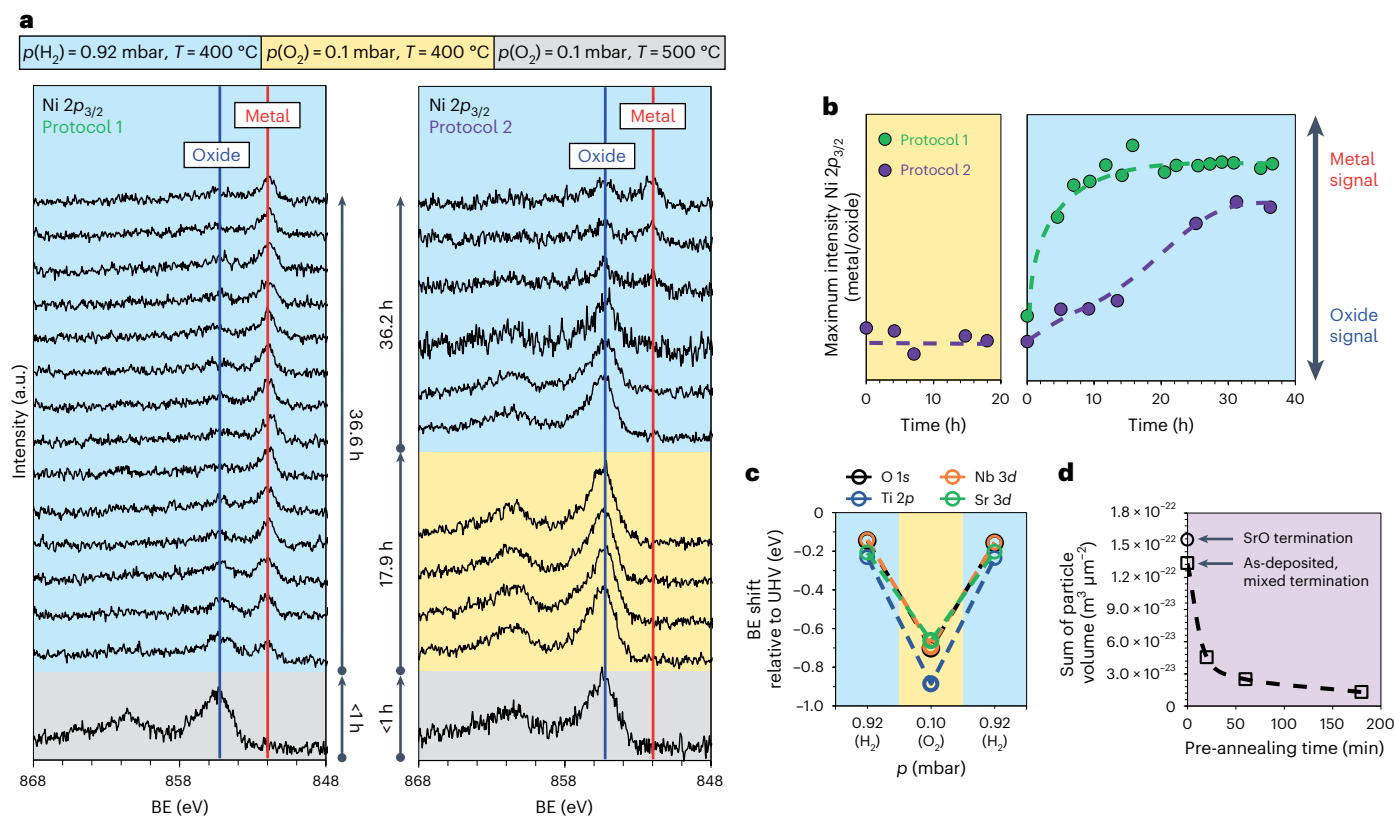 a
p(H₂) = 0.92 mbar, T = 400 °C
p(O₂) = 0.1 mbar, T = 400 °C
p(O₂) = 0.1 mbar, T = 500 °C
Ni 2p₃/₂
Protocol 1
Metal
Oxide
Intensity (a.u.)
36.6 h
<1 h
868
858
848
BE (eV)
Ni 2p₃/₂
Protocol 2
Metal
Oxide
36.2 h
17.9 h
<1 h
868
858
848
BE (eV)
b
Maximum intensity Ni 2p₃/₂
(metal/oxide)
Protocol 1
Protocol 2
0
10
20
Time (h)
0
10
20
30
40
Time (h)
Metal
signal
Oxide
signal
c
O 1s
Nb 3d
Ti 2p
Sr 3d
BE shift
relative to UHV (eV)
0
−0.2
−0.4
−0.6
−0.8
−1.0
0.92
(H₂)
0.10
(O₂)
0.92
(H₂)
p (mbar)
d
Sum of particle
volume (m³ μm⁻²)
1.8 × 10⁻²²
1.5 × 10⁻²²
1.2 × 10⁻²²
9.0 × 10⁻²³
6.0 × 10⁻²³
3.0 × 10⁻²³
0
SrO termination
As-deposited,
mixed termination
0
50
100
150
200
Pre-annealing time (min)